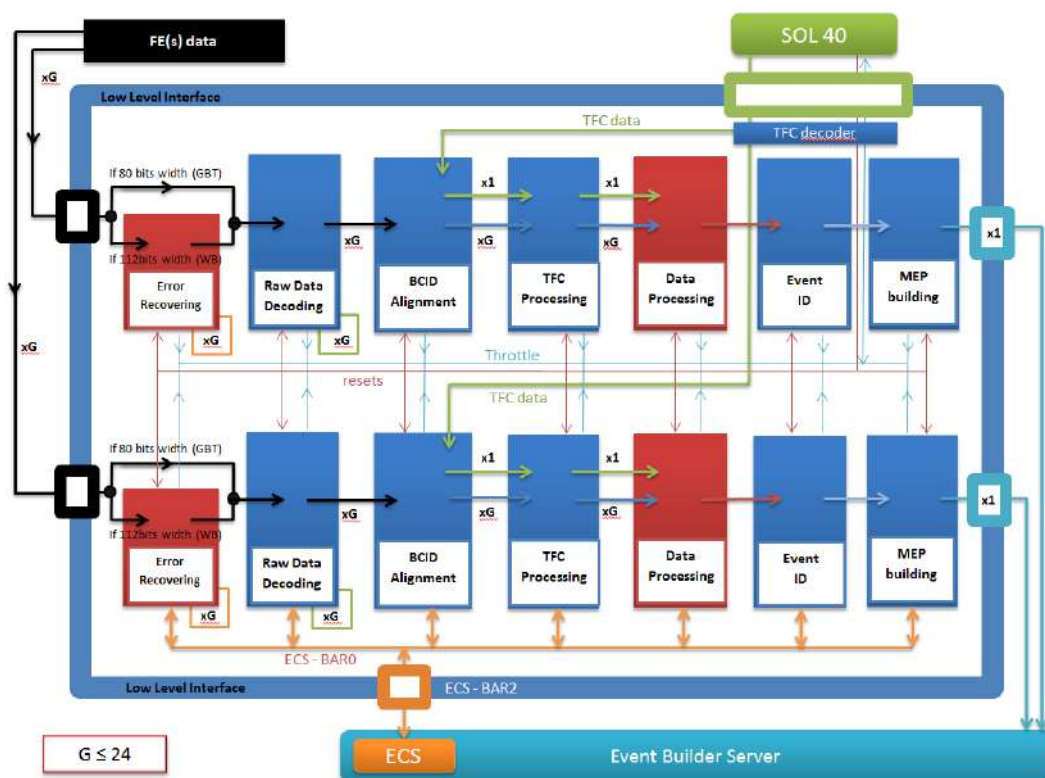 FE(s) data
SOL 40
xG
Low Level Interface
TFC data
TFC decoder
If 80 bits width (GBT)
x1
x1
xG
xG
xG
x1
If 112bits width (WB)
Error
Recovering
Raw Data
Decoding
BCID
Alignment
TFC
Processing
Data
Processing
Event
ID
MEP
building
xG
xG
xG
Throttle
resets
TFC data
If 80 bits width (GBT)
x1
x1
xG
xG
xG
x1
If 112bits width (WB)
Error
Recovering
Raw Data
Decoding
BCID
Alignment
TFC
Processing
Data
Processing
Event
ID
MEP
building
xG
xG
ECS - BAR0
Low Level Interface
ECS - BAR2
G ≤ 24
ECS
Event Builder Server